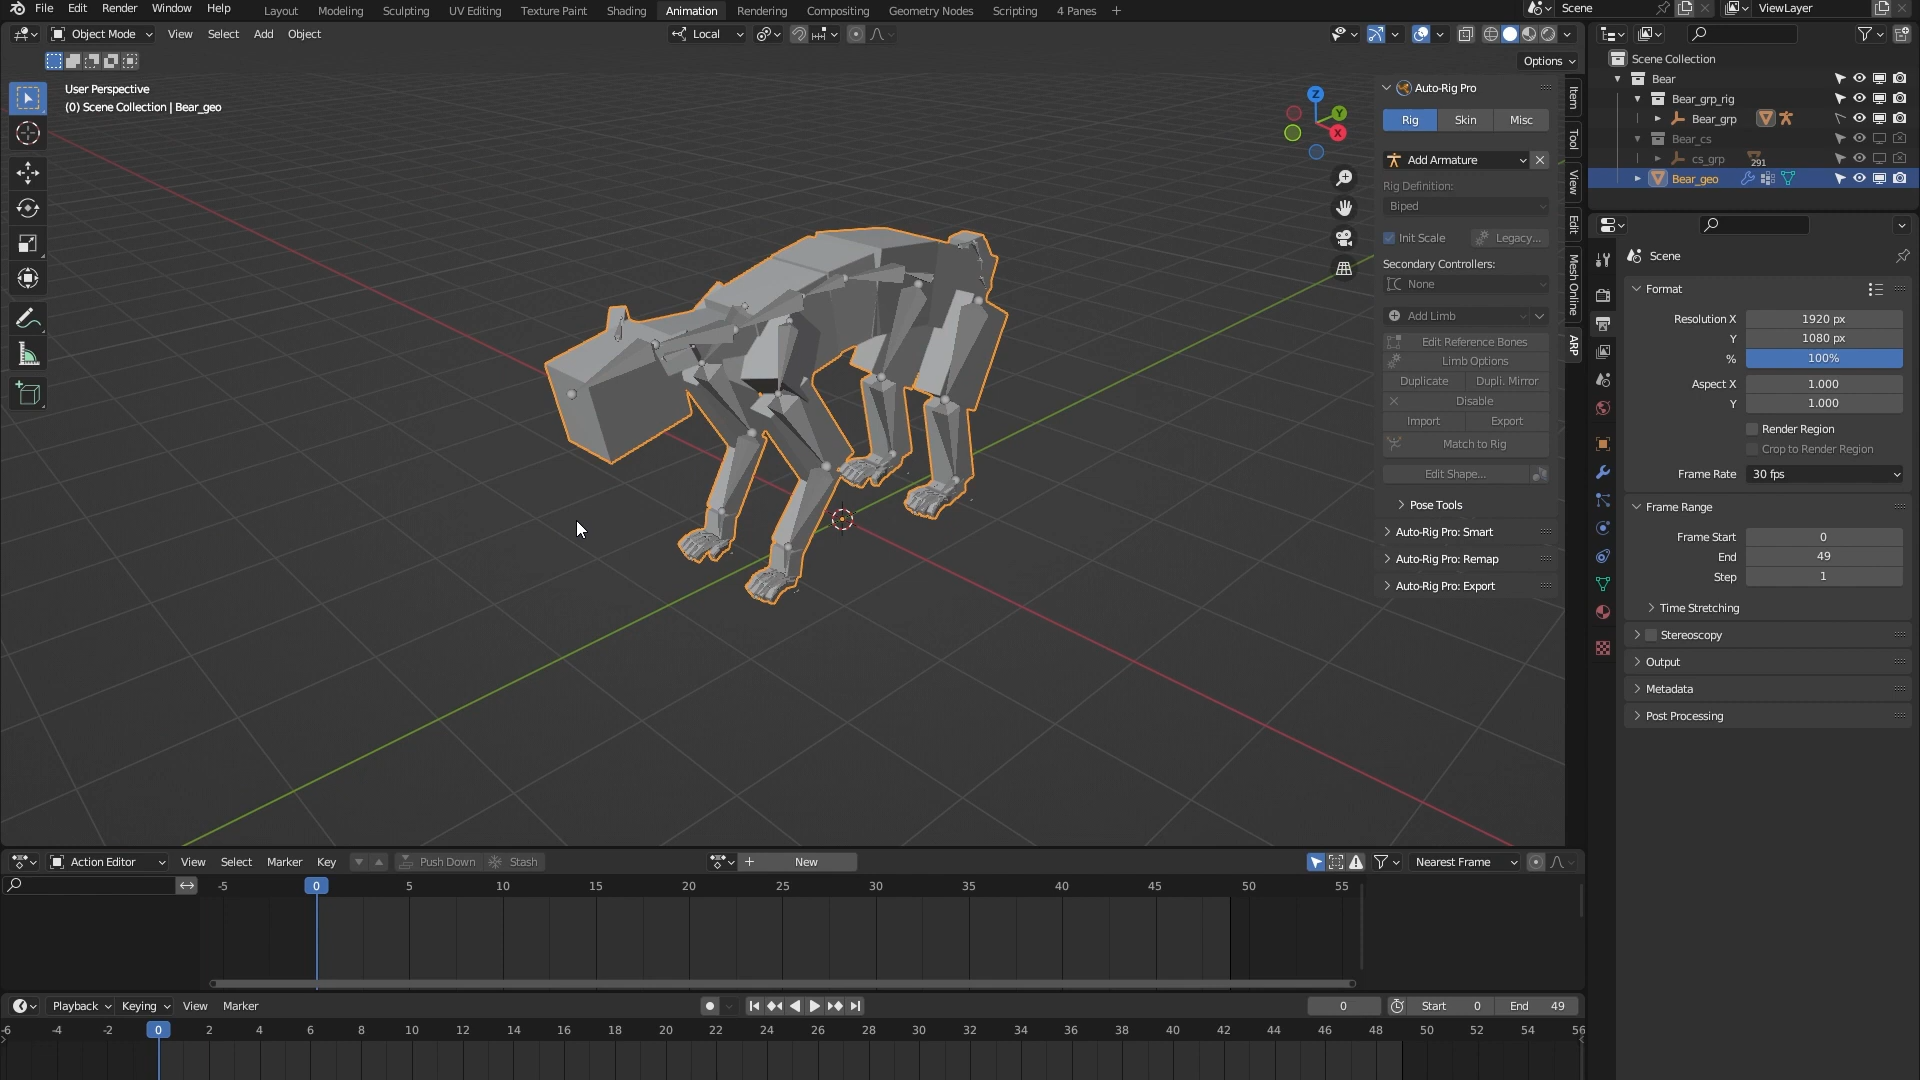 File Edit Render Window Help
Layout Modeling Sculpting UV Editing Texture Paint Shading Animation Rendering Compositing Geometry Nodes Scripting 4 Panes +
Scene
ViewLayer
Object Mode View Select Add Object
Local
Options
User Perspective
(0) Scene Collection | Bear_geo
Z
Y
X
Auto-Rig Pro
Rig Skin Misc
Add Armature
Rig Definition:
Biped
Init Scale Legacy...
Secondary Controllers:
None
Add Limb
Edit Reference Bones
Limb Options
Duplicate Dupli. Mirror
Disable
Import Export
Match to Rig
Edit Shape...
Pose Tools
Auto-Rig Pro: Smart
Auto-Rig Pro: Remap
Auto-Rig Pro: Export
Item
Tool
View
Edit
Mesh Online
ARP
Scene Collection
Bear
Bear_grp_rig
Bear_grp
Bear_cs
cs_grp
291
Bear_geo
Scene
Format
Resolution X 1920 px
Y 1080 px
% 100%
Aspect X 1.000
Y 1.000
Render Region
Crop to Render Region
Frame Rate 30 fps
Frame Range
Frame Start 0
End 49
Step 1
Time Stretching
Stereoscopy
Output
Metadata
Post Processing
Action Editor View Select Marker Key Push Down Stash New Nearest Frame
-5 0 5 10 15 20 25 30 35 40 45 50 55
Playback Keying View Marker 0 Start 0 End 49
-6 -4 -2 0 2 4 6 8 10 12 14 16 18 20 22 24 26 28 30 32 34 36 38 40 42 44 46 48 50 52 54 56